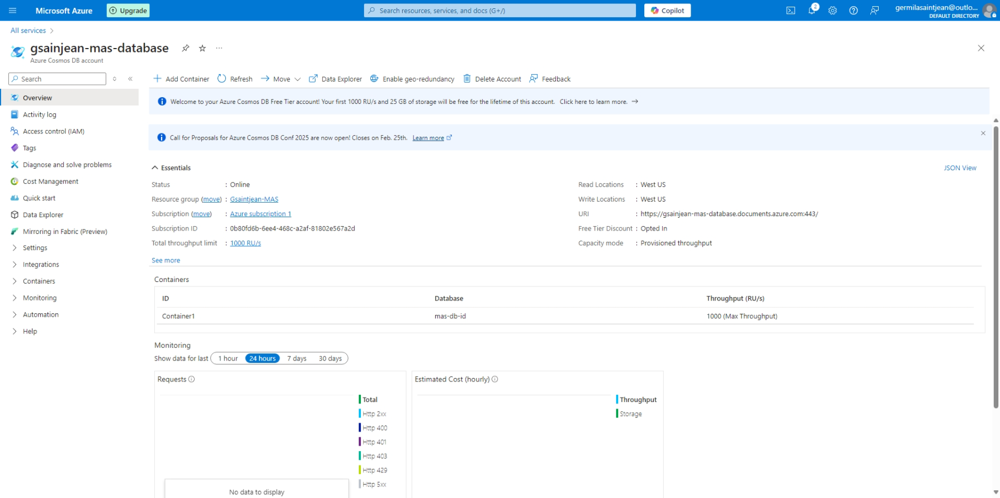 Microsoft Azure
Upgrade
Search resources, services, and docs (G+/)
Copilot
2
germilasaintjean@outlo...
DEFAULT DIRECTORY
All services
gsainjean-mas-database
Azure Cosmos DB account
Search
Add Container
Refresh
Move
Data Explorer
Enable geo-redundancy
Delete Account
Feedback
Overview
Activity log
Access control (IAM)
Tags
Diagnose and solve problems
Cost Management
Quick start
Data Explorer
Mirroring in Fabric (Preview)
Settings
Integrations
Containers
Monitoring
Automation
Help
Welcome to your Azure Cosmos DB Free Tier account! Your first 1000 RU/s and 25 GB of storage will be free for the lifetime of this account. Click here to learn more. →
Call for Proposals for Azure Cosmos DB Conf 2025 are now open! Closes on Feb. 25th. Learn more
Essentials
JSON View
Status : Online
Resource group (move) : Gsaintjean-MAS
Subscription (move) : Azure subscription 1
Subscription ID : 0b80fd6b-6ee4-468c-a2af-81802e567a2d
Total throughput limit : 1000 RU/s
See more
Read Locations : West US
Write Locations : West US
URI : https://gsainjean-mas-database.documents.azure.com:443/
Free Tier Discount : Opted In
Capacity mode : Provisioned throughput
Containers
ID Database Throughput (RU/s)
Container1 mas-db-id 1000 (Max Throughput)
Monitoring
Show data for last 1 hour 24 hours 7 days 30 days
Requests
Total
Http 2xx
Http 400
Http 401
Http 403
Http 429
Http 5xx
No data to display
Estimated Cost (hourly)
Throughput
Storage